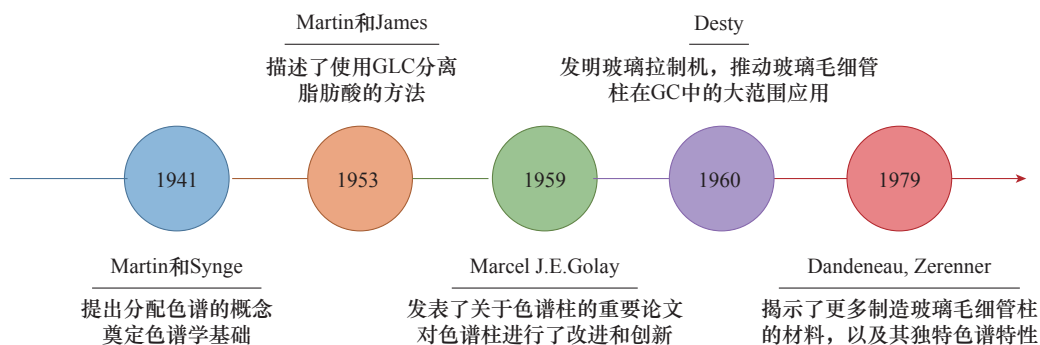 Martin和James
描述了使用GLC分离
脂肪酸的方法
Desty
发明玻璃拉制机，推动玻璃毛细管
柱在GC中的大范围应用
1941
1953
1959
1960
1979
Martin和Synge
提出分配色谱的概念
奠定色谱学基础
Marcel J.E.Golay
发表了关于色谱柱的重要论文
对色谱柱进行了改进和创新
Dandeneau, Zerenner
揭示了更多制造玻璃毛细管柱
的材料，以及其独特色谱特性